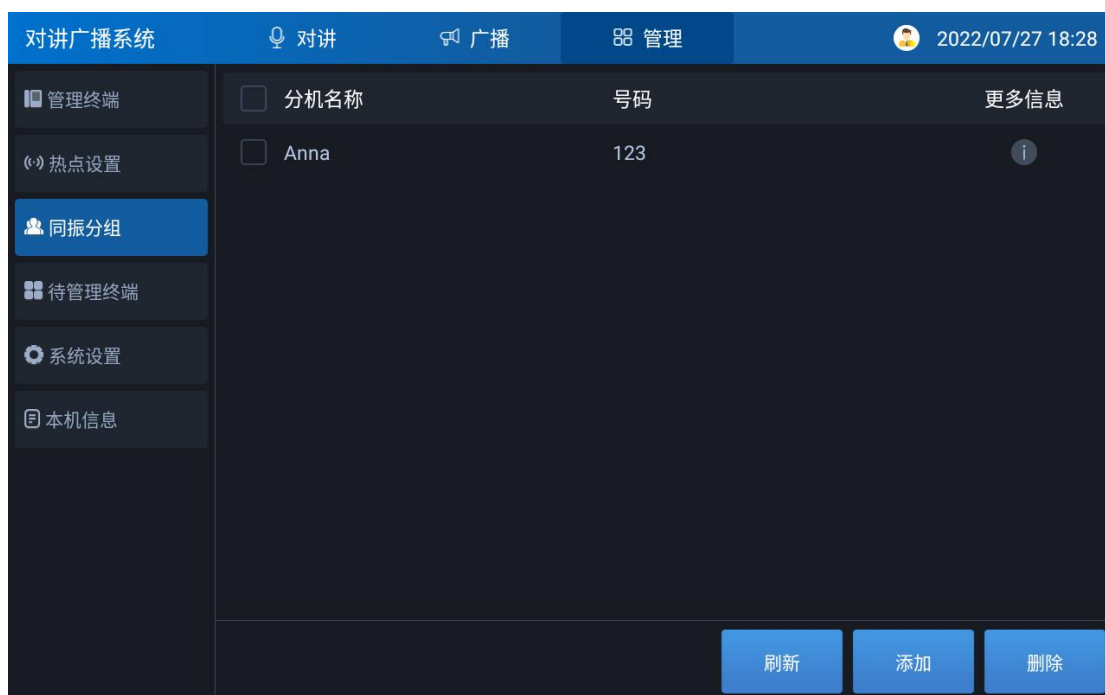 对讲广播系统 对讲 广播 管理 2022/07/27 18:28
管理终端
热点设置
同振分组
待管理终端
系统设置
本机信息
分机名称 号码 更多信息
Anna 123
刷新 添加 删除